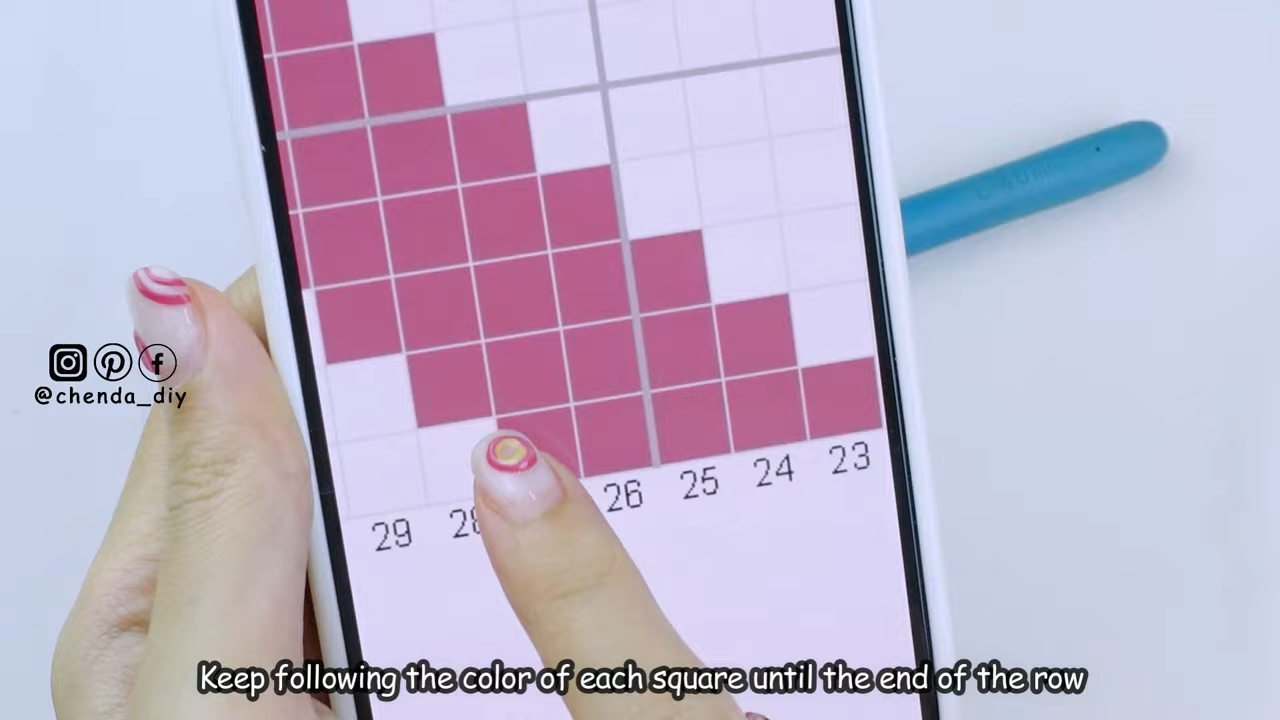 @chenda_diy
29 26 25 24 23
Keep following the color of each square until the end of the row